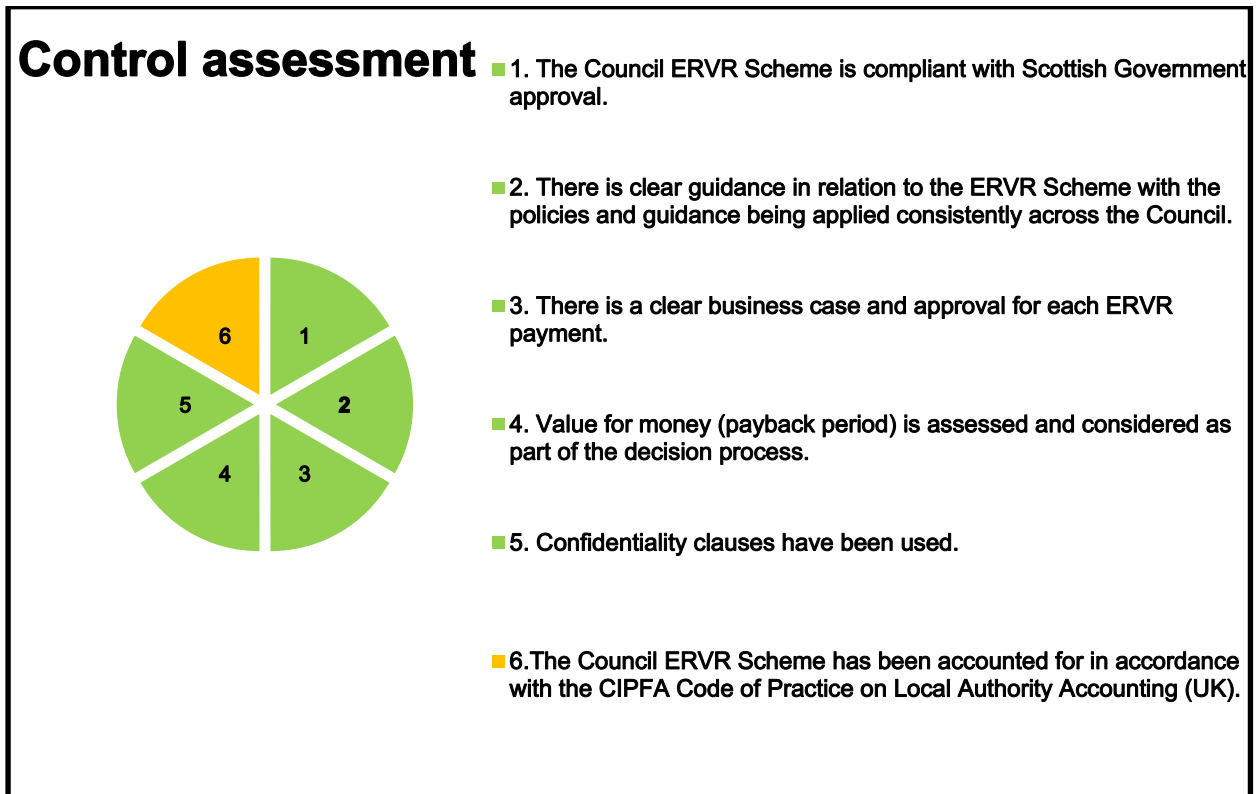 Control assessment
1. The Council ERVR Scheme is compliant with Scottish Government
approval.
2. There is clear guidance in relation to the ERVR Scheme with the
policies and guidance being applied consistently across the Council.
3. There is a clear business case and approval for each ERVR
payment.
4. Value for money (payback period) is assessed and considered as
part of the decision process.
5. Confidentiality clauses have been used.
6.The Council ERVR Scheme has been accounted for in accordance
with the CIPFA Code of Practice on Local Authority Accounting (UK).
6 1
5 2
4 3